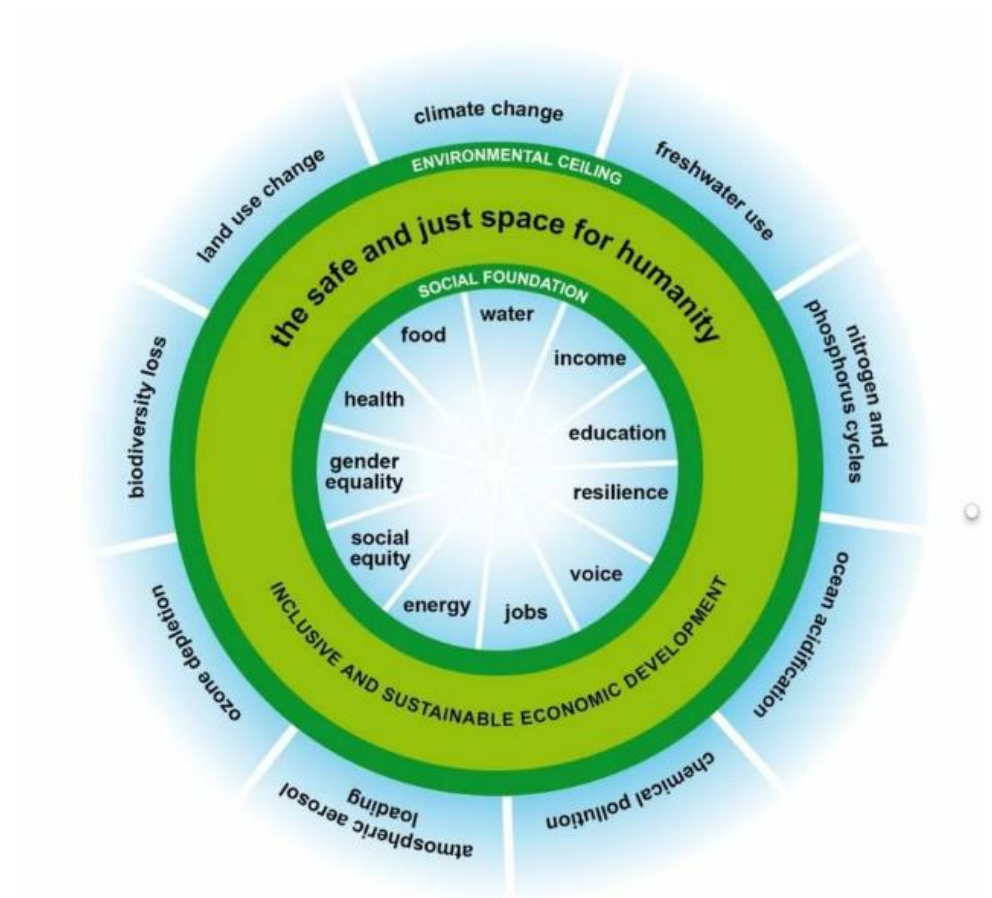 climate change
freshwater use
nitrogen and
phosphorus cycles
ocean acidification
chemical pollution
atmospheric aerosol
loading
ozone depletion
biodiversity loss
land use change
ENVIRONMENTAL CEILING
the safe and just space for humanity
SOCIAL FOUNDATION
water
income
education
resilience
voice
jobs
energy
social
equity
gender
equality
health
food
INCLUSIVE AND SUSTAINABLE ECONOMIC DEVELOPMENT